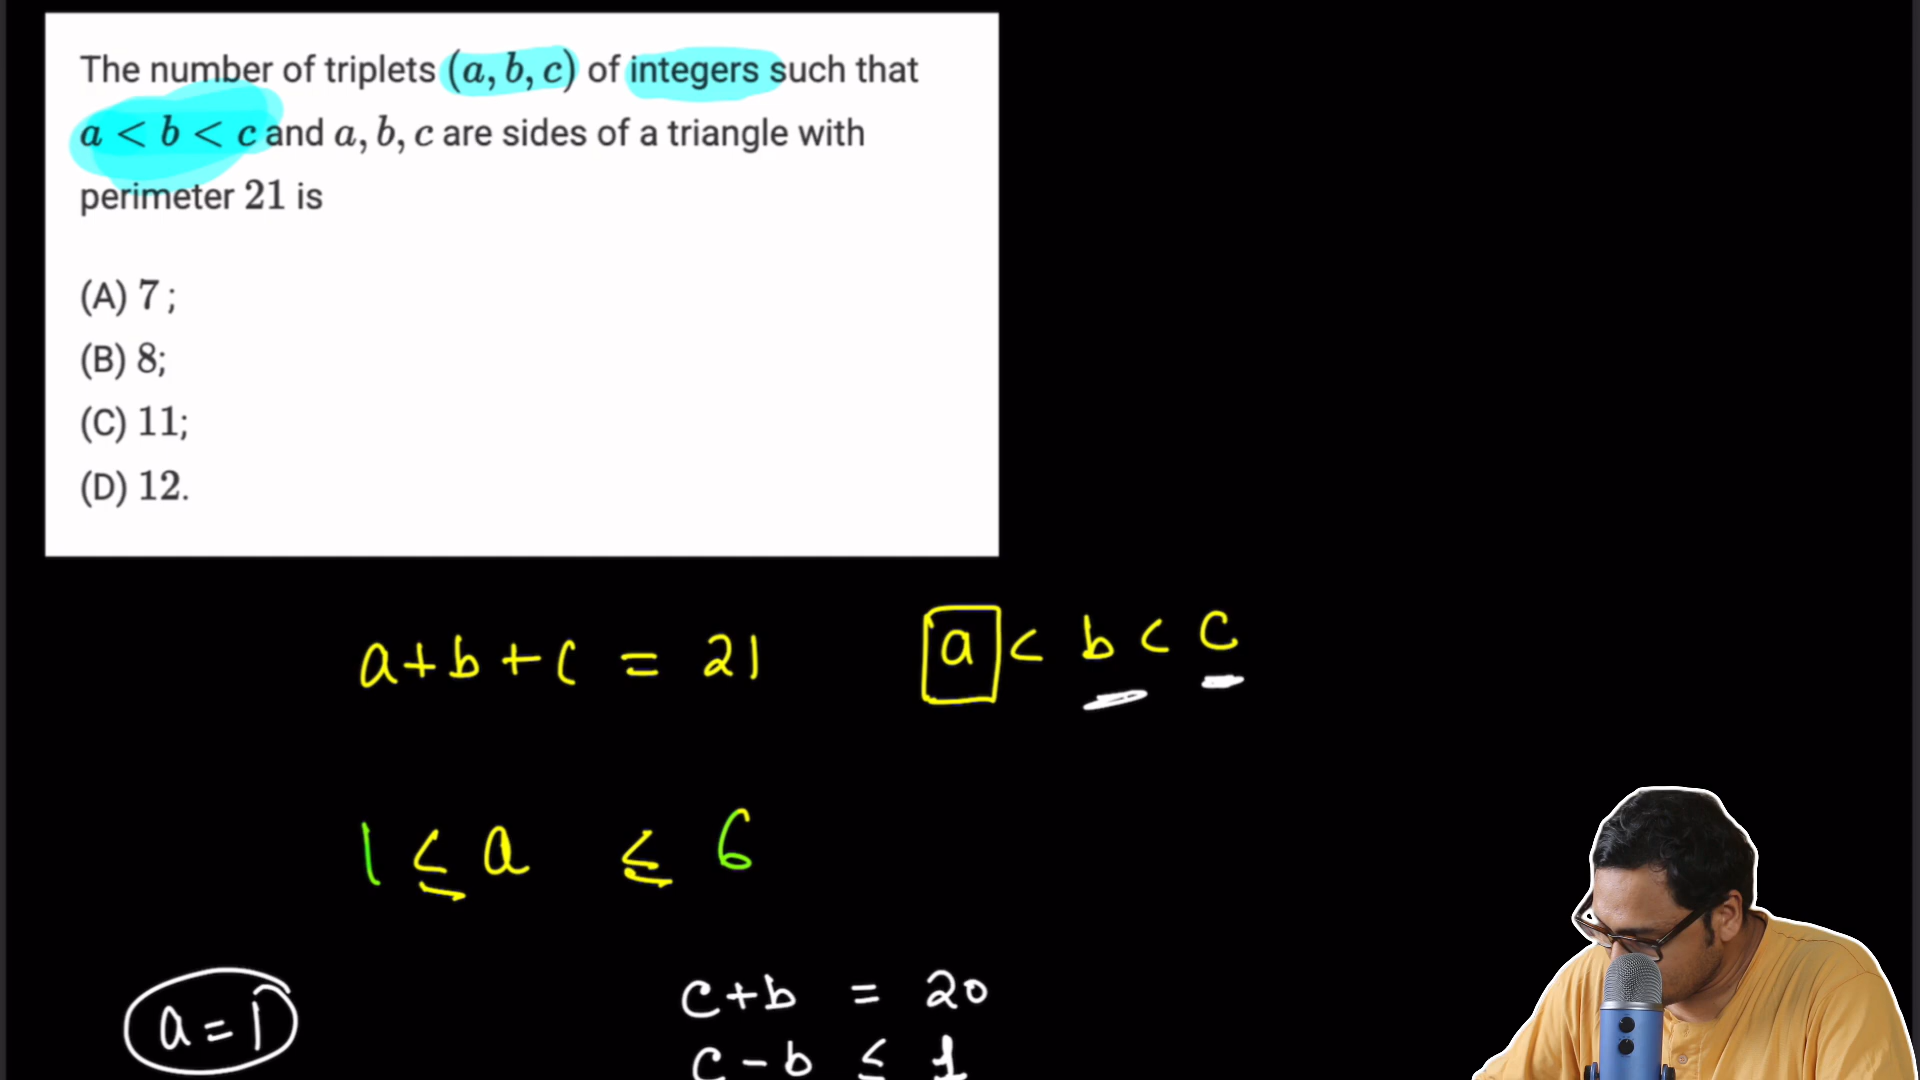 The number of triplets (a, b, c) of integers such that
a < b < c and a, b, c are sides of a triangle with
perimeter 21 is
(A) 7 ;
(B) 8;
(C) 11;
(D) 12.
a+b+c = 21 a < b < c
1 ≤ a ≤ 6
a = 1 c+b = 20
c - b ≤ 1